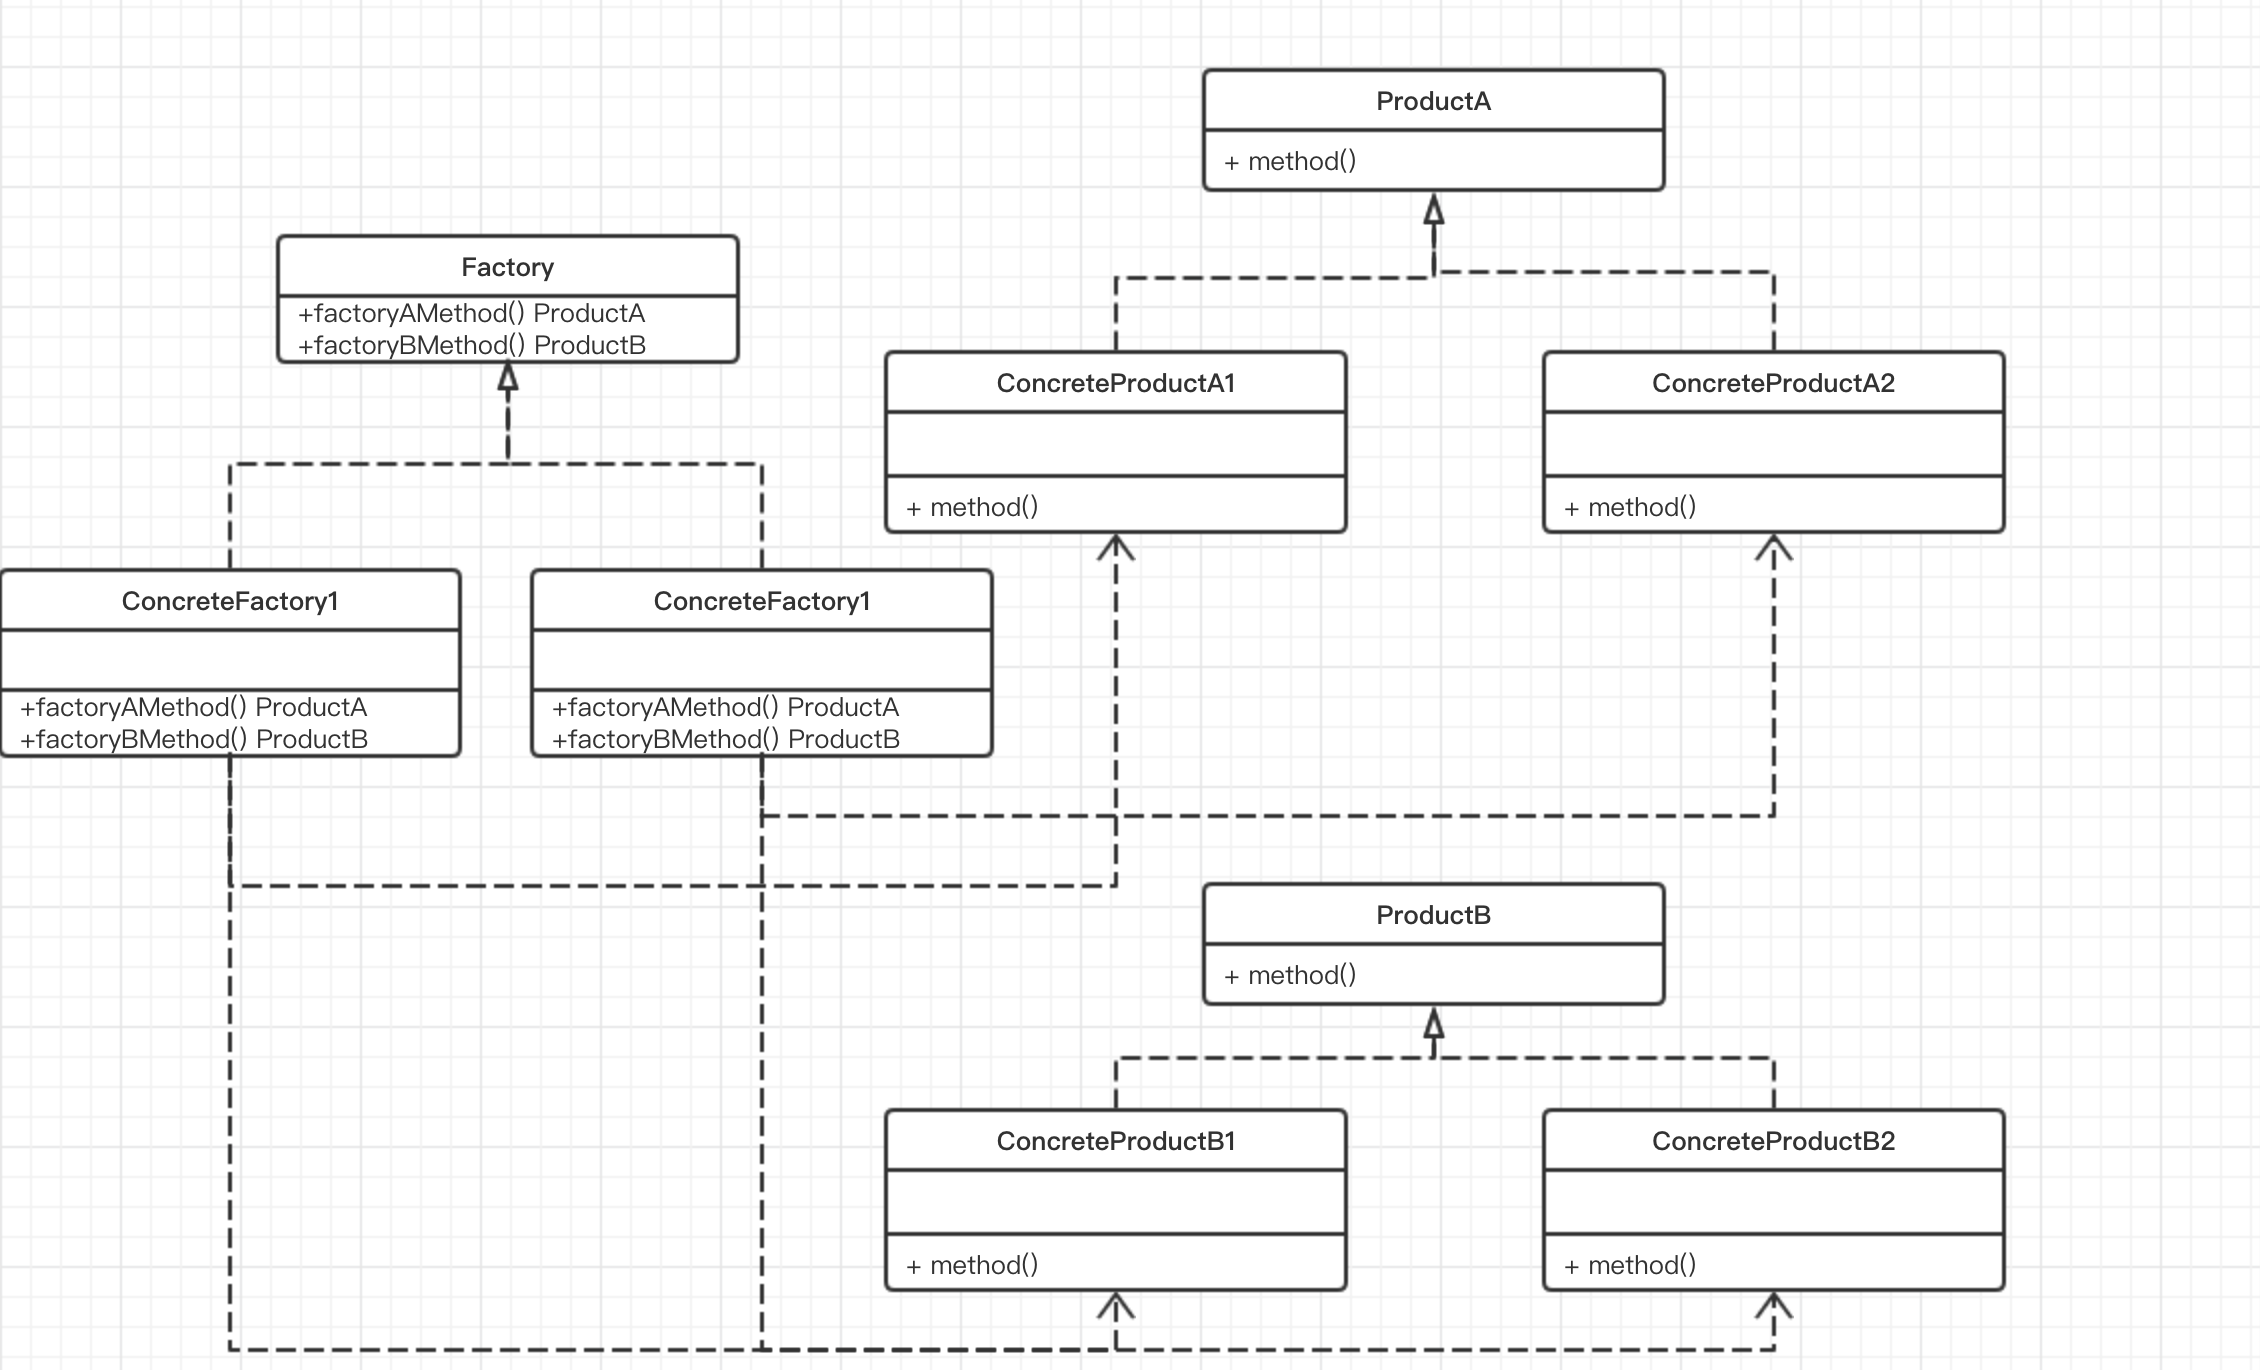 ProductA
+ method()
Factory
+factoryAMethod() ProductA
+factoryBMethod() ProductB
ConcreteProductA1
+ method()
ConcreteProductA2
+ method()
ConcreteFactory1
+factoryAMethod() ProductA
+factoryBMethod() ProductB
ConcreteFactory1
+factoryAMethod() ProductA
+factoryBMethod() ProductB
ProductB
+ method()
ConcreteProductB1
+ method()
ConcreteProductB2
+ method()